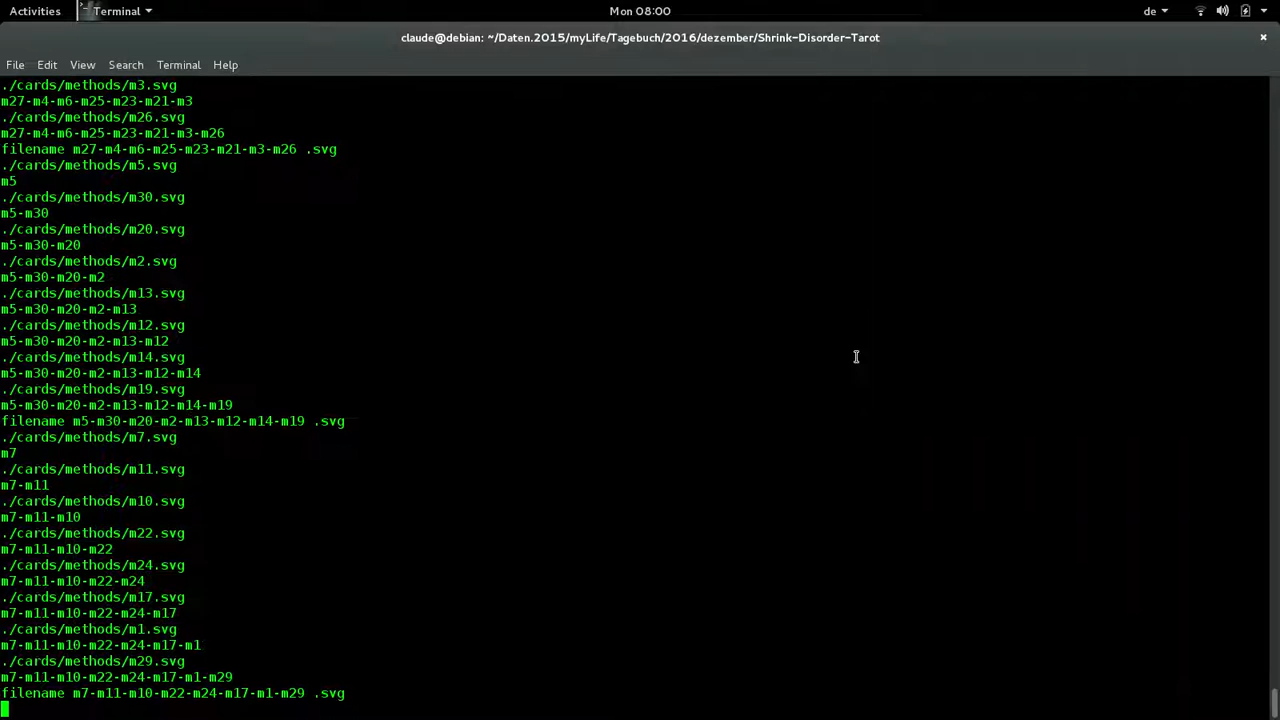 Activities Terminal Mon 08:00 de
claude@debian: ~/Daten.2015/myLife/Tagebuch/2016/dezember/Shrink-Disorder-Tarot ×
File Edit View Search Terminal Help
./cards/methods/m3.svg
m27-m4-m6-m25-m23-m21-m3
./cards/methods/m26.svg
m27-m4-m6-m25-m23-m21-m3-m26
filename m27-m4-m6-m25-m23-m21-m3-m26 .svg
./cards/methods/m5.svg
m5
./cards/methods/m30.svg
m5-m30
./cards/methods/m20.svg
m5-m30-m20
./cards/methods/m2.svg
m5-m30-m20-m2
./cards/methods/m13.svg
m5-m30-m20-m2-m13
./cards/methods/m12.svg
m5-m30-m20-m2-m13-m12
./cards/methods/m14.svg
m5-m30-m20-m2-m13-m12-m14
./cards/methods/m19.svg
m5-m30-m20-m2-m13-m12-m14-m19
filename m5-m30-m20-m2-m13-m12-m14-m19 .svg
./cards/methods/m7.svg
m7
./cards/methods/m11.svg
m7-m11
./cards/methods/m10.svg
m7-m11-m10
./cards/methods/m22.svg
m7-m11-m10-m22
./cards/methods/m24.svg
m7-m11-m10-m22-m24
./cards/methods/m17.svg
m7-m11-m10-m22-m24-m17
./cards/methods/m1.svg
m7-m11-m10-m22-m24-m17-m1
./cards/methods/m29.svg
m7-m11-m10-m22-m24-m17-m1-m29
filename m7-m11-m10-m22-m24-m17-m1-m29 .svg